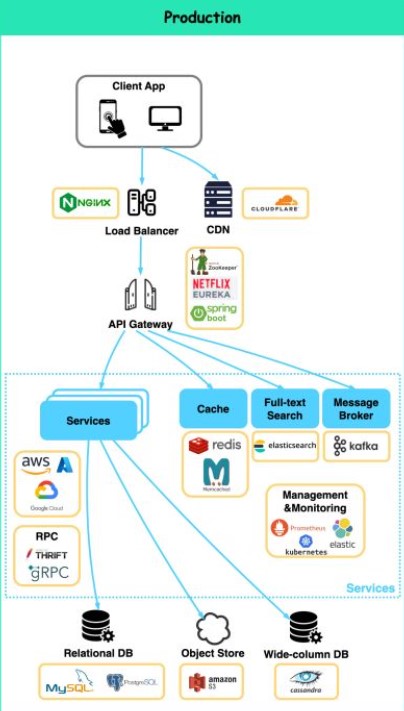 Production
Client App
NGINX
Load Balancer
CDN
CLOUDFLARE
ZooKeeper
NETFLIX
EUREKA
spring
boot
API Gateway
Services
Cache
Full-text
Search
Message
Broker
redis
Memcached
elasticsearch
kafka
aws
Google Cloud
RPC
THRIFT
gRPC
Management
&Monitoring
Prometheus
kubernetes
elastic
Services
Relational DB
Object Store
Wide-column DB
MySQL
PostgreSQL
amazon
S3
cassandra